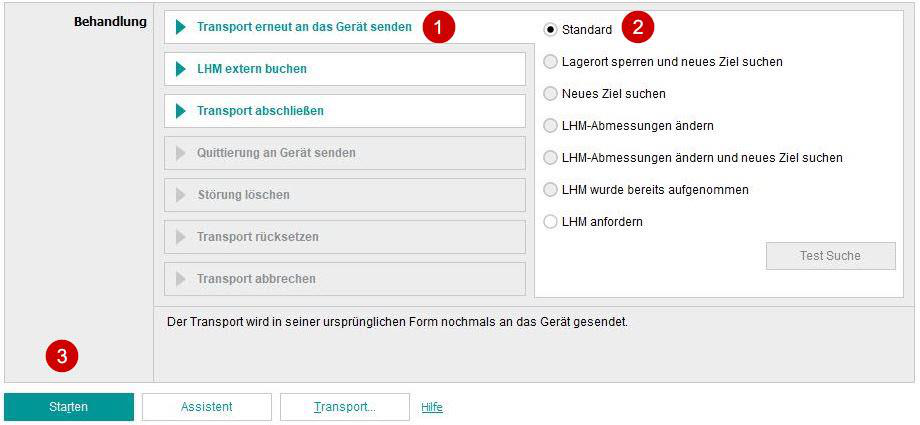 Behandlung
Transport erneut an das Gerät senden
1
LHM extern buchen
Transport abschließen
Quittierung an Gerät senden
Störung löschen
Transport rücksetzen
Transport abbrechen
Standard
2
Lagerort sperren und neues Ziel suchen
Neues Ziel suchen
LHM-Abmessungen ändern
LHM-Abmessungen ändern und neues Ziel suchen
LHM wurde bereits aufgenommen
LHM anfordern
Test Suche
Der Transport wird in seiner ursprünglichen Form nochmals an das Gerät gesendet.
3
Starten
Assistent
Transport...
Hilfe